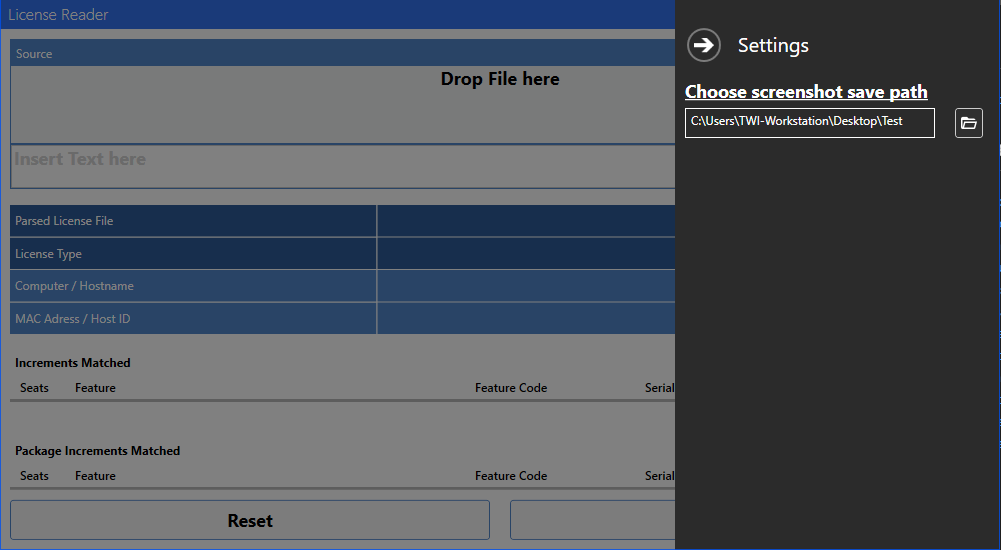 License Reader
Source
Drop File here
Insert Text here
Parsed License File
License Type
Computer / Hostname
MAC Adress / Host ID
Increments Matched
Seats Feature Feature Code Serial
Package Increments Matched
Seats Feature Feature Code Serial
Reset
Settings
Choose screenshot save path
C:\Users\TWI-Workstation\Desktop\Test